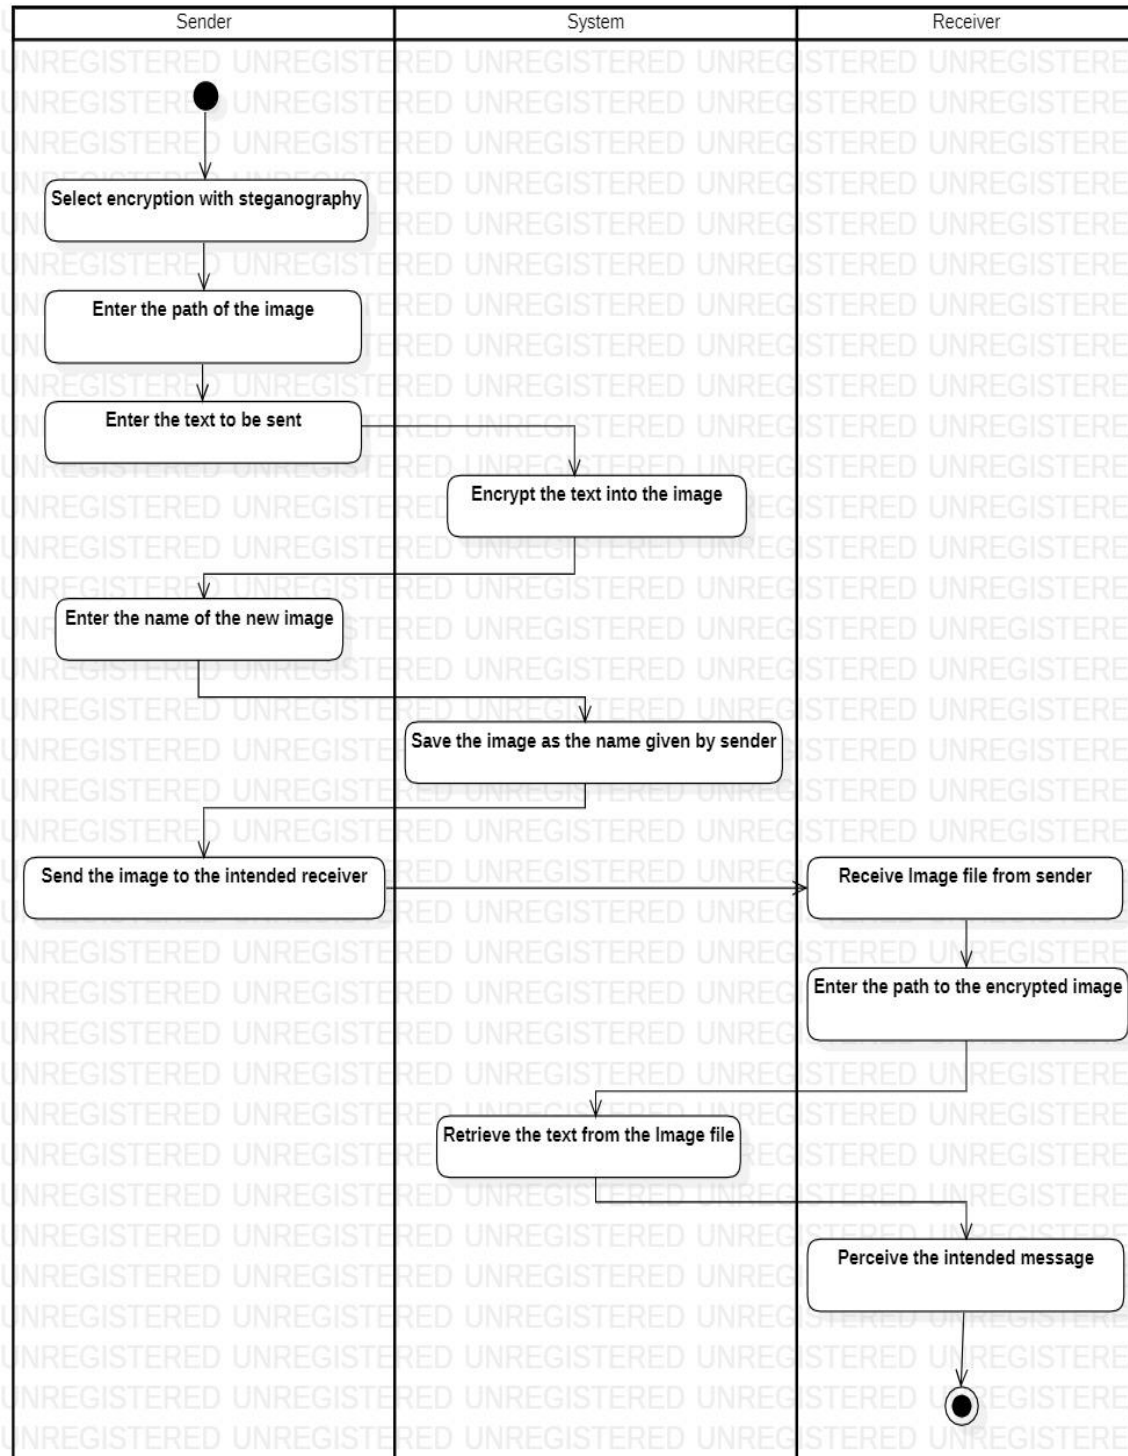 Sender
System
Receiver
Select encryption with steganography
Enter the path of the image
Enter the text to be sent
Encrypt the text into the image
Enter the name of the new image
Save the image as the name given by sender
Send the image to the intended receiver
Receive Image file from sender
Enter the path to the encrypted image
Retrieve the text from the Image file
Perceive the intended message
UNREGISTERED